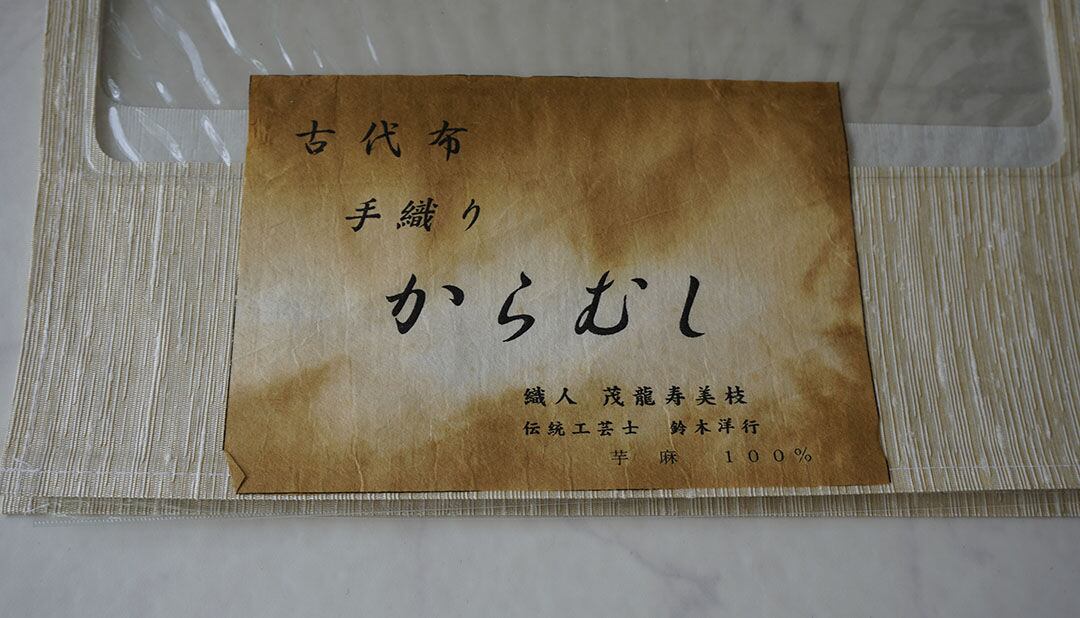 古代布
手織り
からむし
織人 茂龍寿美枝
伝統工芸士 鈴木洋行
苧麻 100%